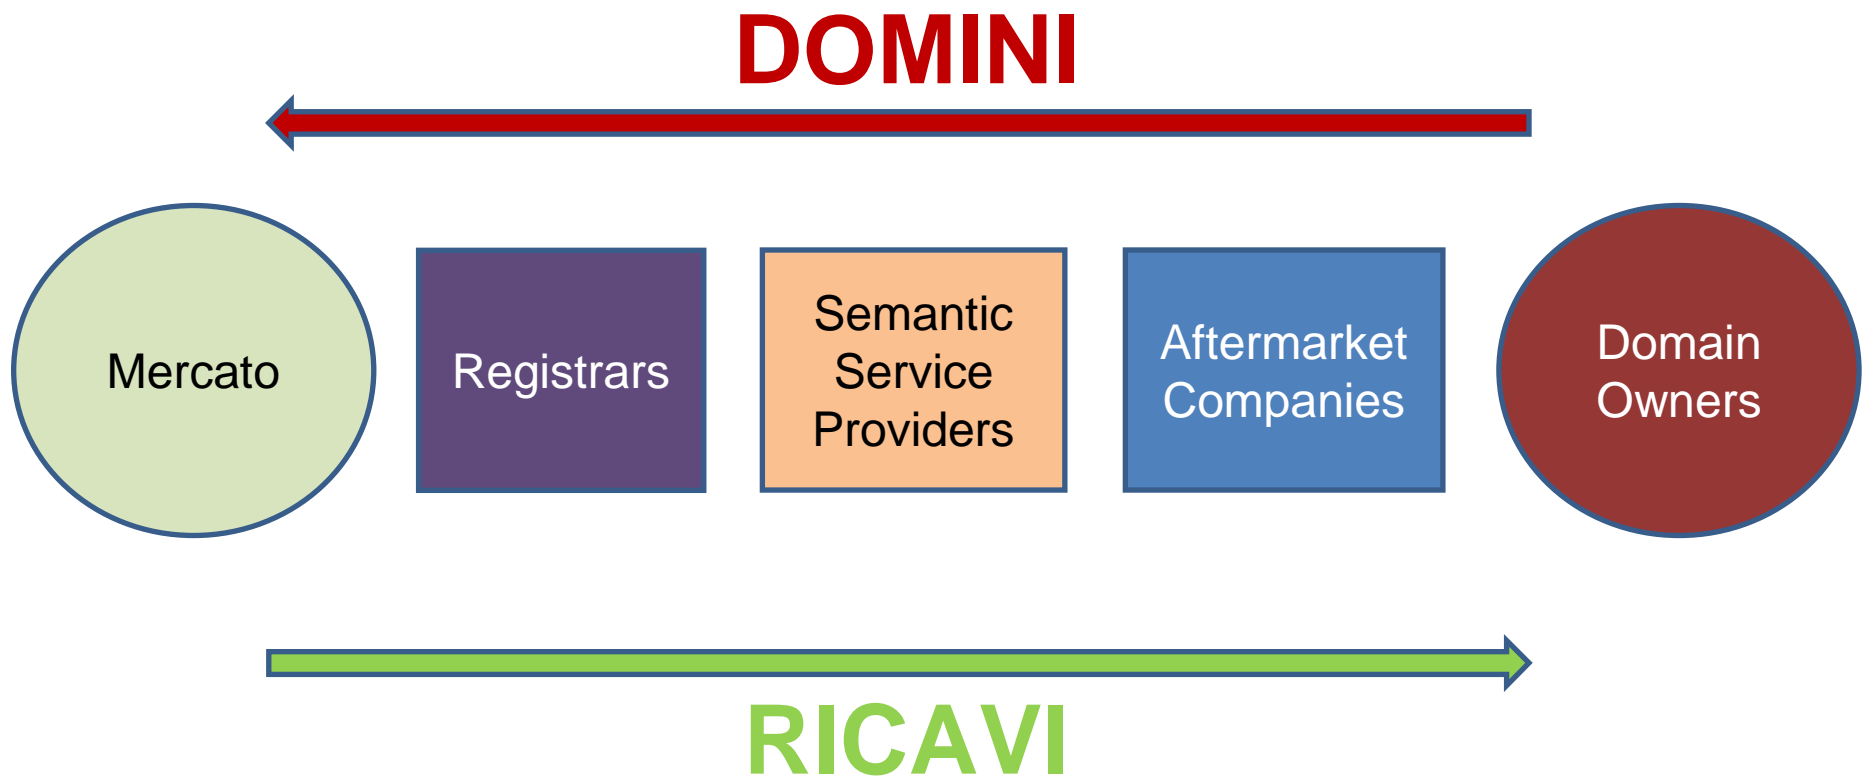 DOMINI
Mercato
Registrars
Semantic
Service
Providers
Aftermarket
Companies
Domain
Owners
RICAVI